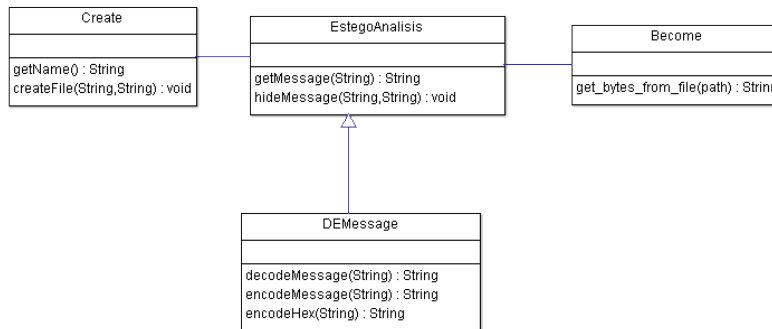 Create
getName() : String
createFile(String,String) : void
EstegoAnalisis
getMessage(String) : String
hideMessage(String,String) : void
Become
get_bytes_from_file(path) : String
DEMessage
decodeMessage(String) : String
encodeMessage(String) : String
encodeHex(String) : String